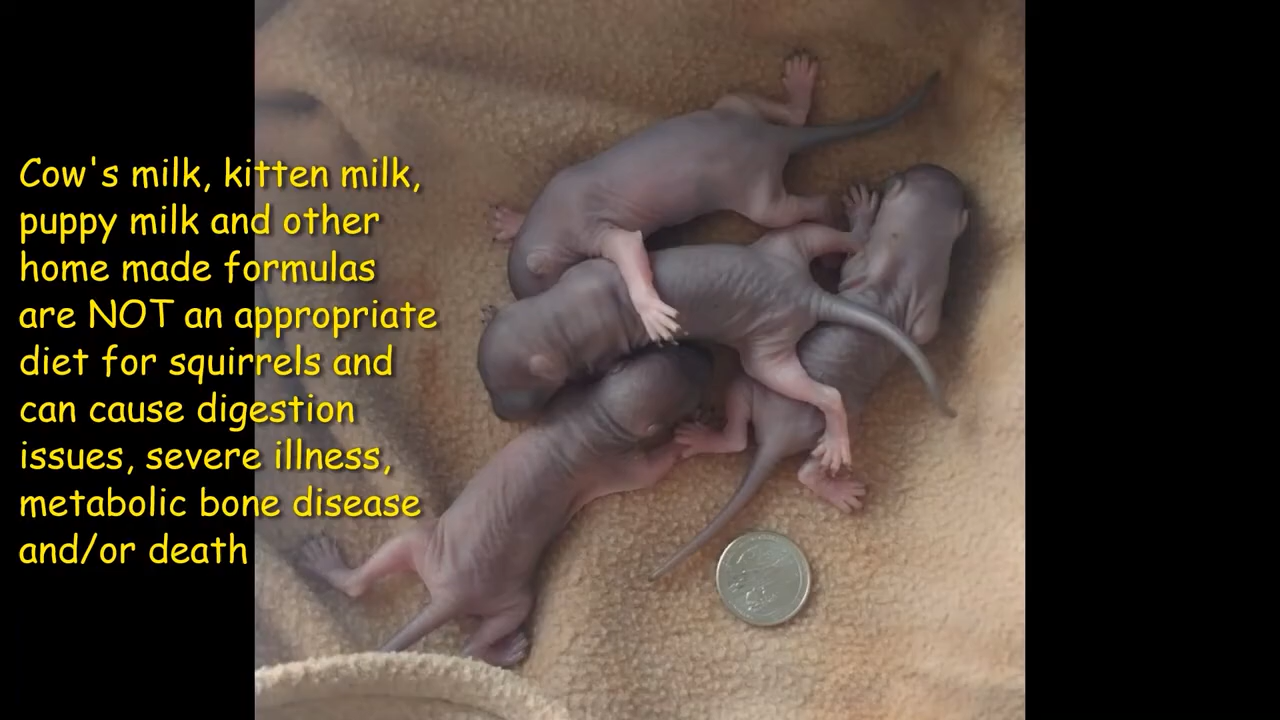 Cow's milk, kitten milk,
puppy milk and other
home made formulas
are NOT an appropriate
diet for squirrels and
can cause digestion
issues, severe illness,
metabolic bone disease
and/or death